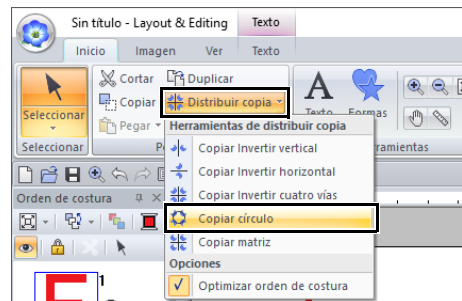 Sin título - Layout & Editing Texto
Inicio Imagen Ver Texto
Cortar Duplicar
Seleccionar Copiar Distribuir copia Texto Formas
Pegar Herramientas de distribuir copia
Seleccionar
Copiar Invertir vertical
Copiar Invertir horizontal
Orden de costura Copiar Invertir cuatro vías
Copiar círculo
Copiar matriz
Opciones
1 Optimizar orden de costura